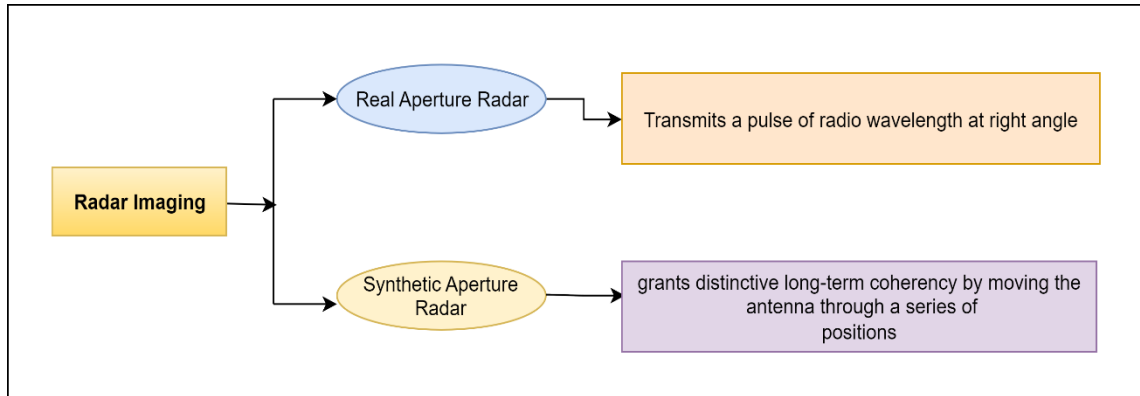 Real Aperture Radar
Transmits a pulse of radio wavelength at right angle
Radar Imaging
Synthetic Aperture
Radar
grants distinctive long-term coherency by moving the
antenna through a series of
positions